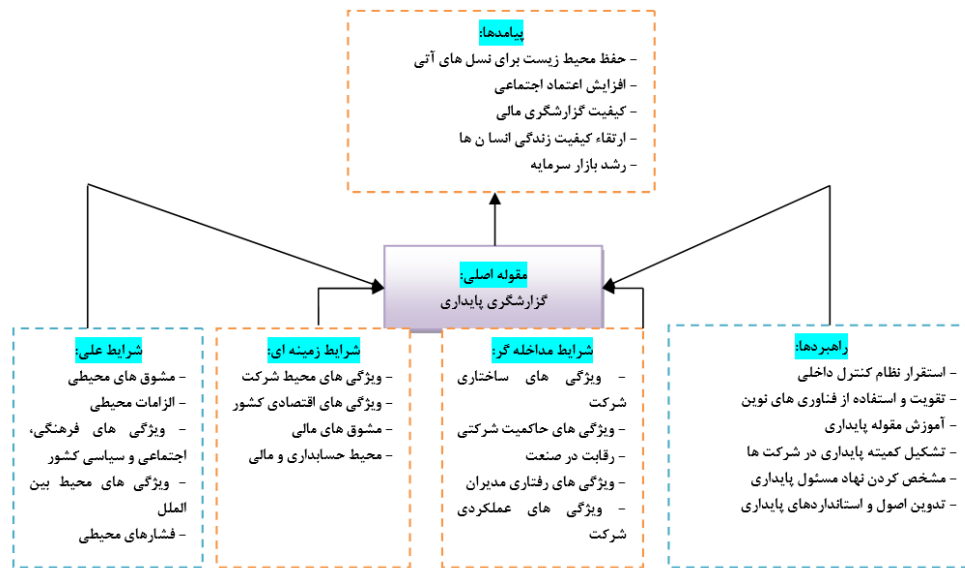 پیامدها:
- حفظ محیط زیست برای نسل های آتی
- افزایش اعتماد اجتماعی
- کیفیت گزارشگری مالی
- ارتقاء کیفیت زندگی انسا ن ها
- رشد بازار سرمایه
مقوله اصلی:
گزارشگری پایداری
راهبردها:
- استقرار نظام کنترل داخلی
- تقویت و استفاده از فناوری های نوین
- آموزش مقوله پایداری
- تشکیل کمیته پایداری در شرکت ها
- مشخص کردن نهاد مسئول پایداری
- تدوین اصول و استانداردهای پایداری
شرایط مداخله گر:
- ویژگی های ساختاری
شرکت
- ویژگی های حاکمیت شرکتی
- رقابت در صنعت
- ویژگی های رفتاری مدیران
- ویژگی های عملکردی
شرکت
شرایط زمینه ای:
- ویژگی های محیط شرکت
- ویژگی های اقتصادی کشور
- مشوق های مالی
- محیط حسابداری و مالی
شرایط علی:
- مشوق های محیطی
- الزامات محیطی
- ویژگی های فرهنگی،
اجتماعی و سیاسی کشور
- ویژگی های محیط بین
الملل
- فشارهای محیطی